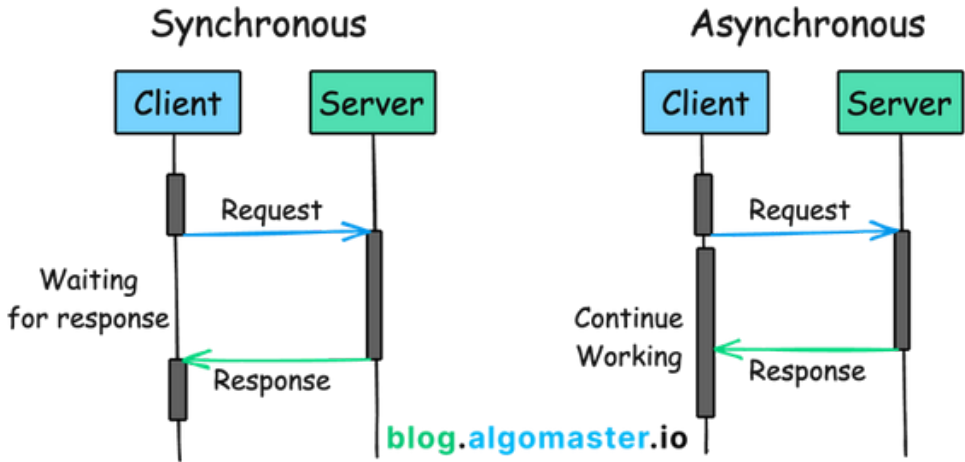 Synchronous
Client
Server
Request
Waiting
for response
Response
Asynchronous
Client
Server
Request
Continue
Working
Response
blog.algomaster.io